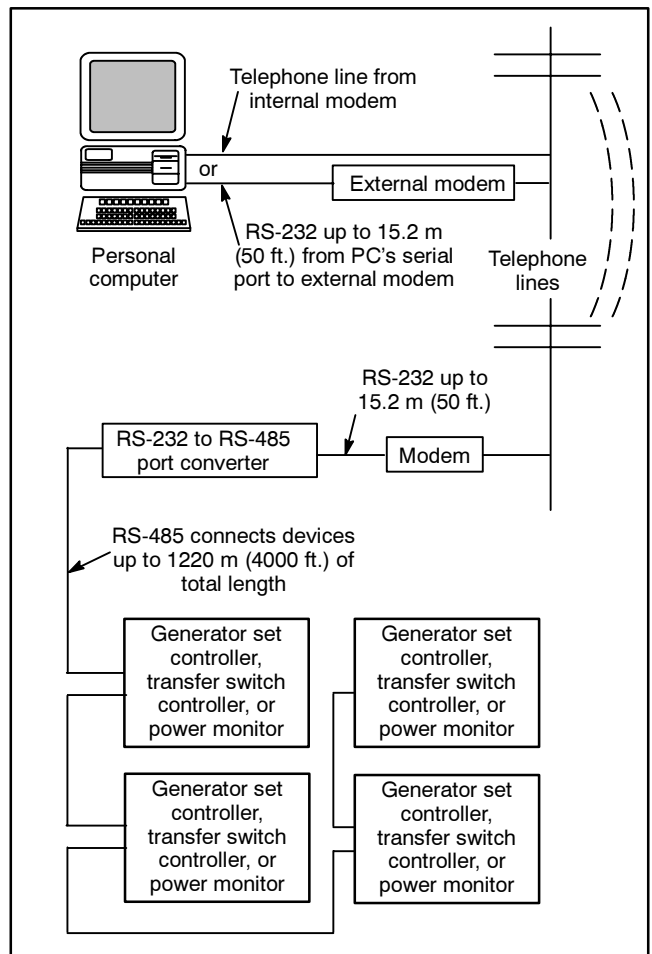 Telephone line from
internal modem
or
External modem
Personal
computer
RS-232 up to 15.2 m
(50 ft.) from PC’s serial
port to external modem
Telephone
lines
RS-232 up to
15.2 m (50 ft.)
RS-232 to RS-485
port converter
Modem
RS-485 connects devices
up to 1220 m (4000 ft.) of
total length
Generator set
controller,
transfer switch
controller, or
power monitor
Generator set
controller,
transfer switch
controller, or
power monitor
Generator set
controller,
transfer switch
controller, or
power monitor
Generator set
controller,
transfer switch
controller, or
power monitor